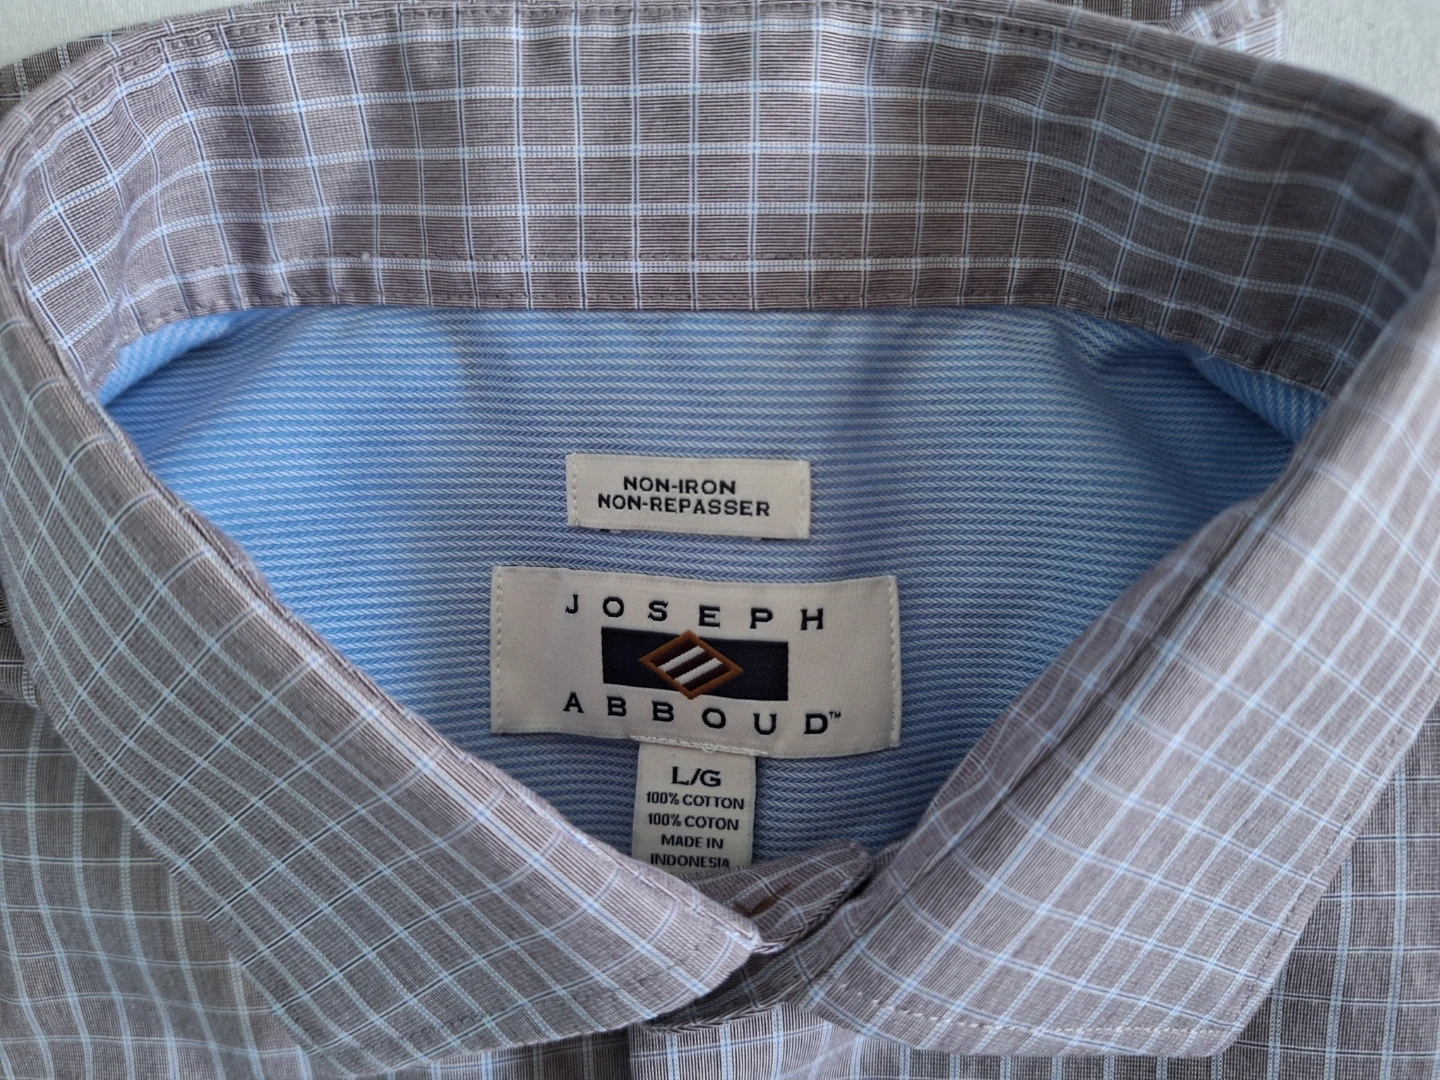 NON-IRON
NON-REPASSER
JOSEPH
ABBOUD™
L/G
100% COTTON
100% COTON
MADE IN
INDONESIA